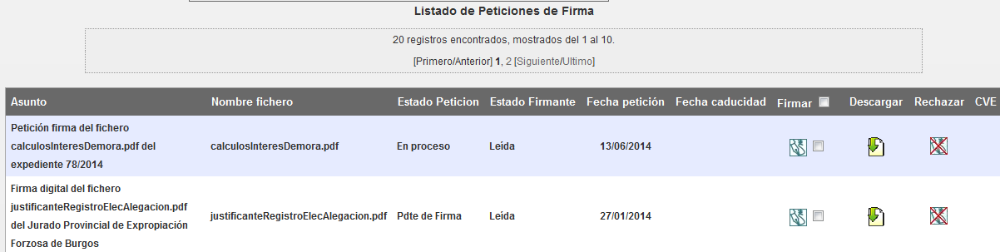 Listado de Peticiones de Firma
20 registros encontrados, mostrados del 1 al 10.
[Primero/Anterior] 1, 2 [Siguiente/Ultimo]
Asunto Nombre fichero Estado Peticion Estado Firmante Fecha petición Fecha caducidad Firmar Descargar Rechazar CVE
Petición firma del fichero
calculosInteresDemora.pdf del calculosInteresDemora.pdf En proceso Leida 13/06/2014
expediente 78/2014
Firma digital del fichero
justificanteRegistroElecAlegacion.pdf
del Jurado Provincial de Expropiación justificanteRegistroElecAlegacion.pdf Pdte de Firma Leida 27/01/2014
Forzosa de Burgos